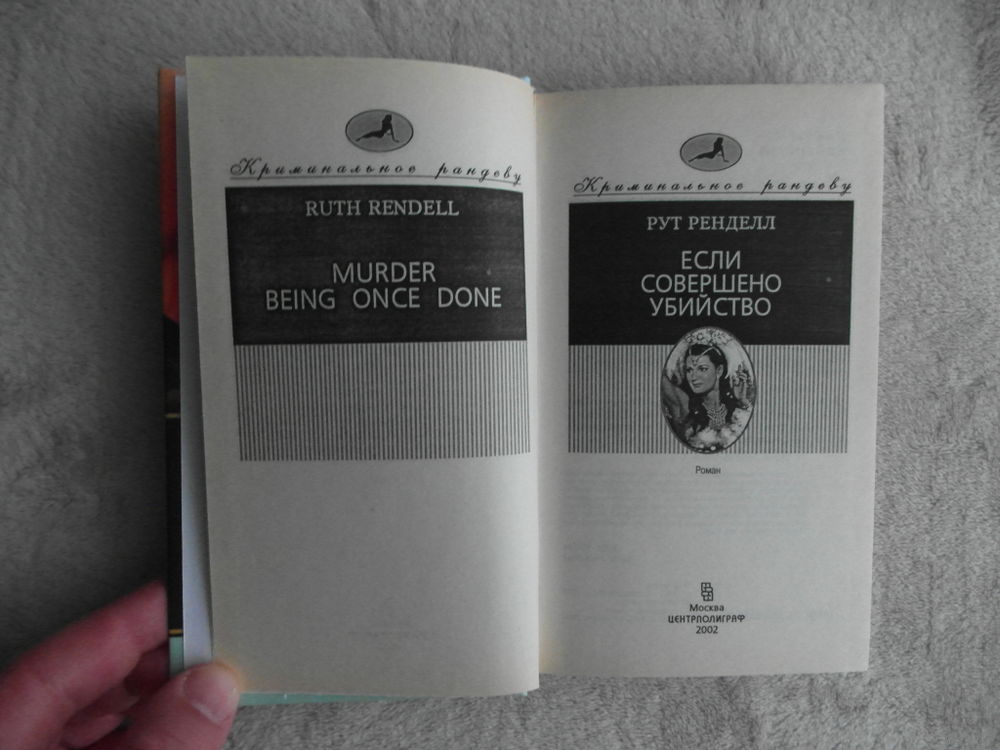 Криминальное рандеву
RUTH RENDELL
MURDER
BEING ONCE DONE
Криминальное рандеву
РУТ РЕНДЕЛЛ
ЕСЛИ
СОВЕРШЕНО
УБИЙСТВО
Роман
Москва
ЦЕНТРПОЛИГРАФ
2002